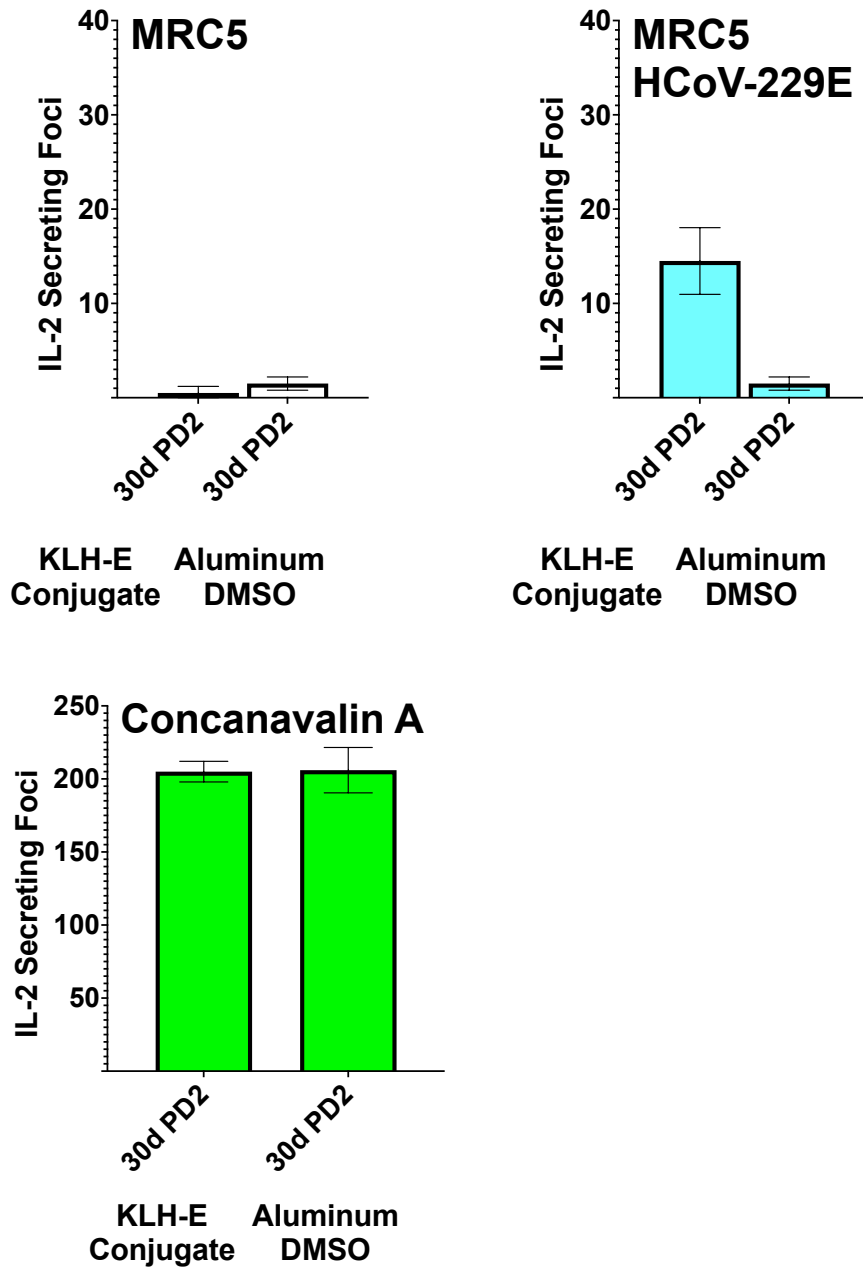 MRC5
IL-2 Secreting Foci
40
30
20
10
30d PD2
30d PD2
KLH-E
Conjugate
Aluminum
DMSO
MRC5
HCoV-229E
IL-2 Secreting Foci
40
30
20
10
30d PD2
30d PD2
KLH-E
Conjugate
Aluminum
DMSO
Concanavalin A
IL-2 Secreting Foci
250
200
150
100
50
30d PD2
30d PD2
KLH-E
Conjugate
Aluminum
DMSO